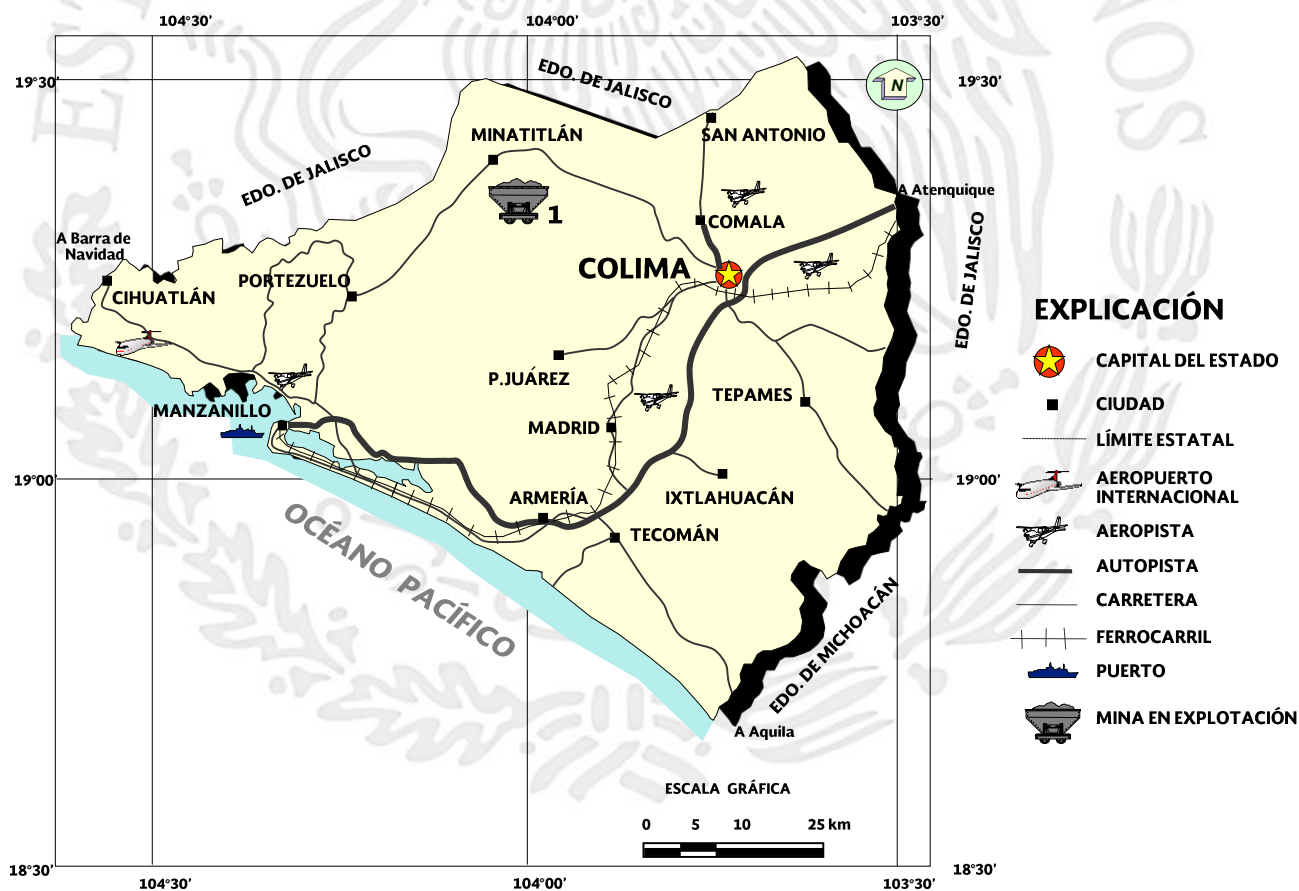 104°30’
104°00’
103°30’
19°30’
19°30’
EDO. DE JALISCO
N
MINATITLÁN
SAN ANTONIO
EDO. DE JALISCO
A Atenquique
1
COMALA
A Barra de
Navidad
COLIMA
EDO. DE JALISCO
PORTEZUELO
CIHUATLÁN
EXPLICACIÓN
CAPITAL DEL ESTADO
P.JUÁREZ
TEPAMES
CIUDAD
MANZANILLO
MADRID
LÍMITE ESTATAL
19°00’
19°00’
AEROPUERTO
INTERNACIONAL
ARMERÍA
IXTLAHUACÁN
TECOMÁN
AEROPISTA
OCÉANO PACÍFICO
AUTOPISTA
CARRETERA
EDO. DE MICHOACÁN
FERROCARRIL
PUERTO
MINA EN EXPLOTACIÓN
A Aquila
ESCALA GRÁFICA
0 5 10 25 km
18°30’
18°30’
104°30’
104°00’
103°30’